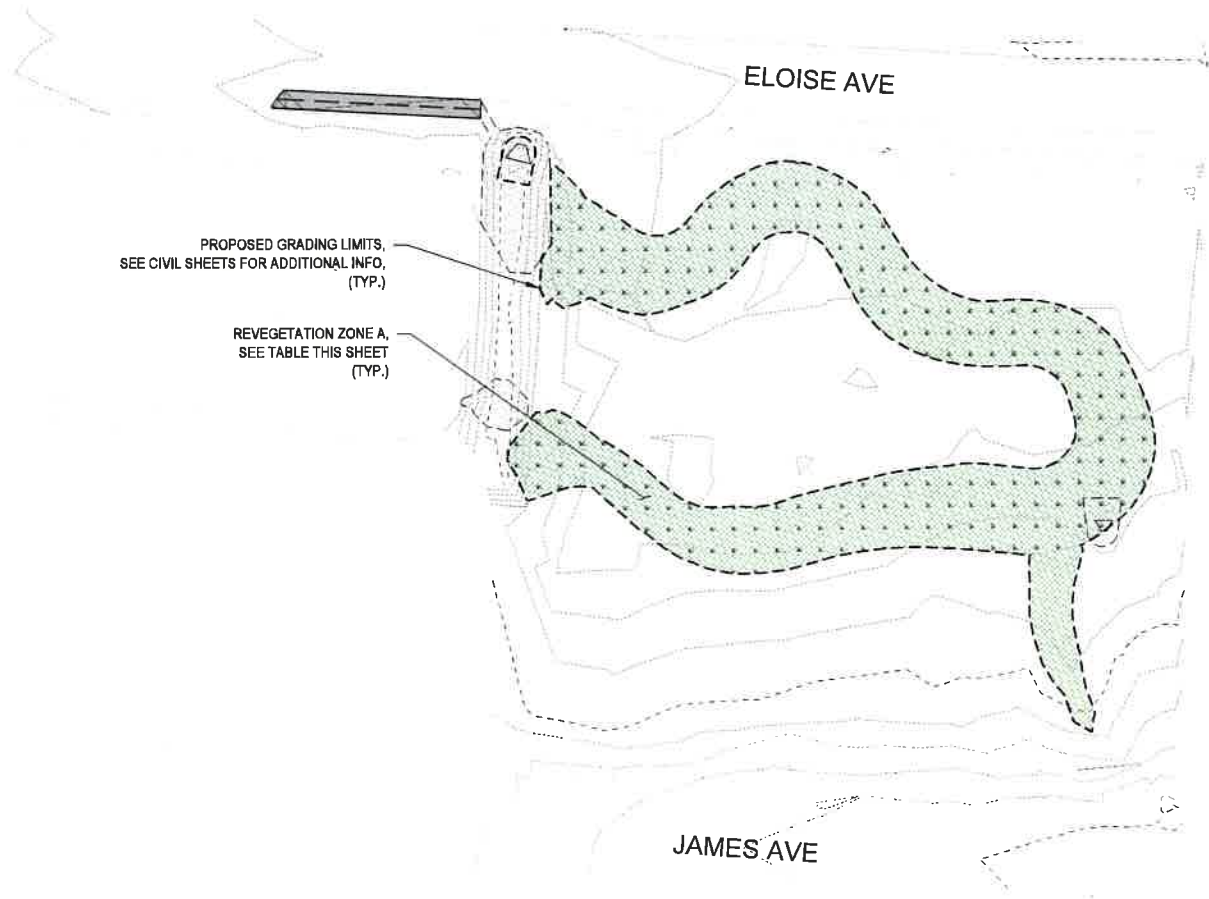 ELOISE AVE
PROPOSED GRADING LIMITS,
SEE CIVIL SHEETS FOR ADDITIONAL INFO,
(TYP.)
REVEGETATION ZONE A,
SEE TABLE THIS SHEET
(TYP.)
JAMES AVE